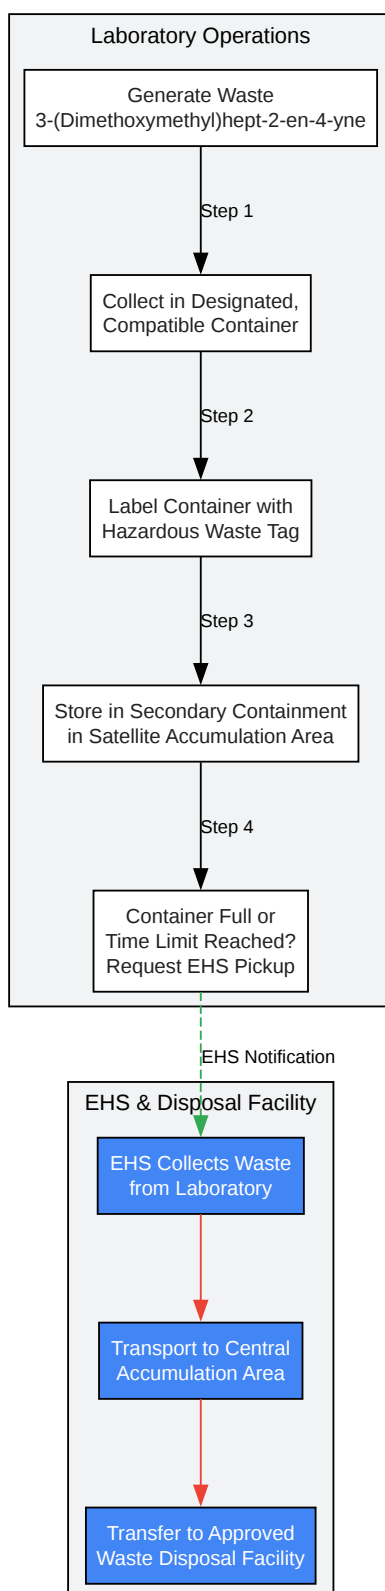 Laboratory Operations
Generate Waste
3-(Dimethoxymethyl)hept-2-en-4-yne
Step 1
Collect in Designated,
Compatible Container
Step 2
Label Container with
Hazardous Waste Tag
Step 3
Store in Secondary Containment
in Satellite Accumulation Area
Step 4
Container Full or
Time Limit Reached?
Request EHS Pickup
EHS Notification
EHS & Disposal Facility
EHS Collects Waste
from Laboratory
Transport to Central
Accumulation Area
Transfer to Approved
Waste Disposal Facility